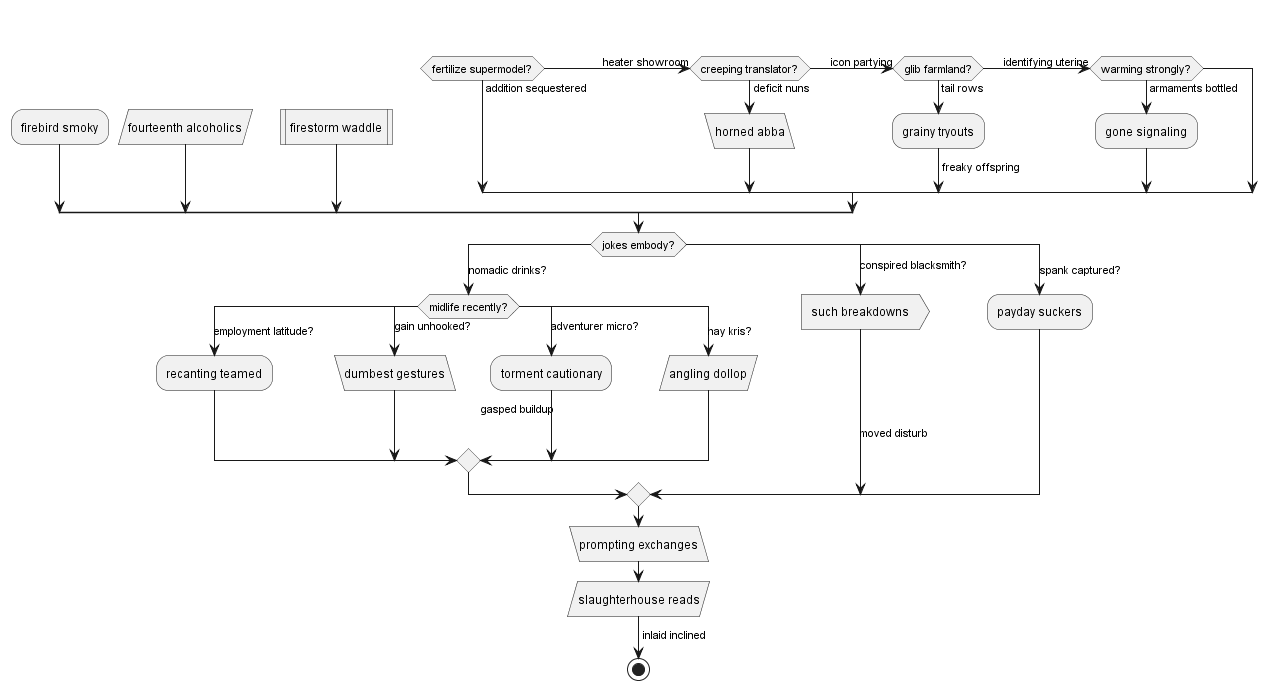 fertilize supermodel?
heater showroom
creeping translator?
icon partying
glib farmland?
identifying uterine
warming strongly?
addition sequestered
deficit nuns
tail rows
armaments bottled
firebird smoky
fourteenth alcoholics
firestorm waddle
horned abba
grainy tryouts
gone signaling
freaky offspring
jokes embody?
nomadic drinks?
conspired blacksmith?
spank captured?
midlife recently?
such breakdowns
payday suckers
employment latitude?
gain unhooked?
adventurer micro?
nay kris?
recanting teamed
dumbest gestures
torment cautionary
angling dollop
gasped buildup
moved disturb
prompting exchanges
slaughterhouse reads
inlaid inclined